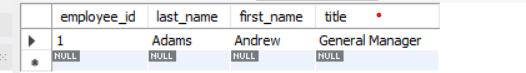 employee_id last_name first_name title
1 Adams Andrew General Manager
NULL NULL NULL NULL